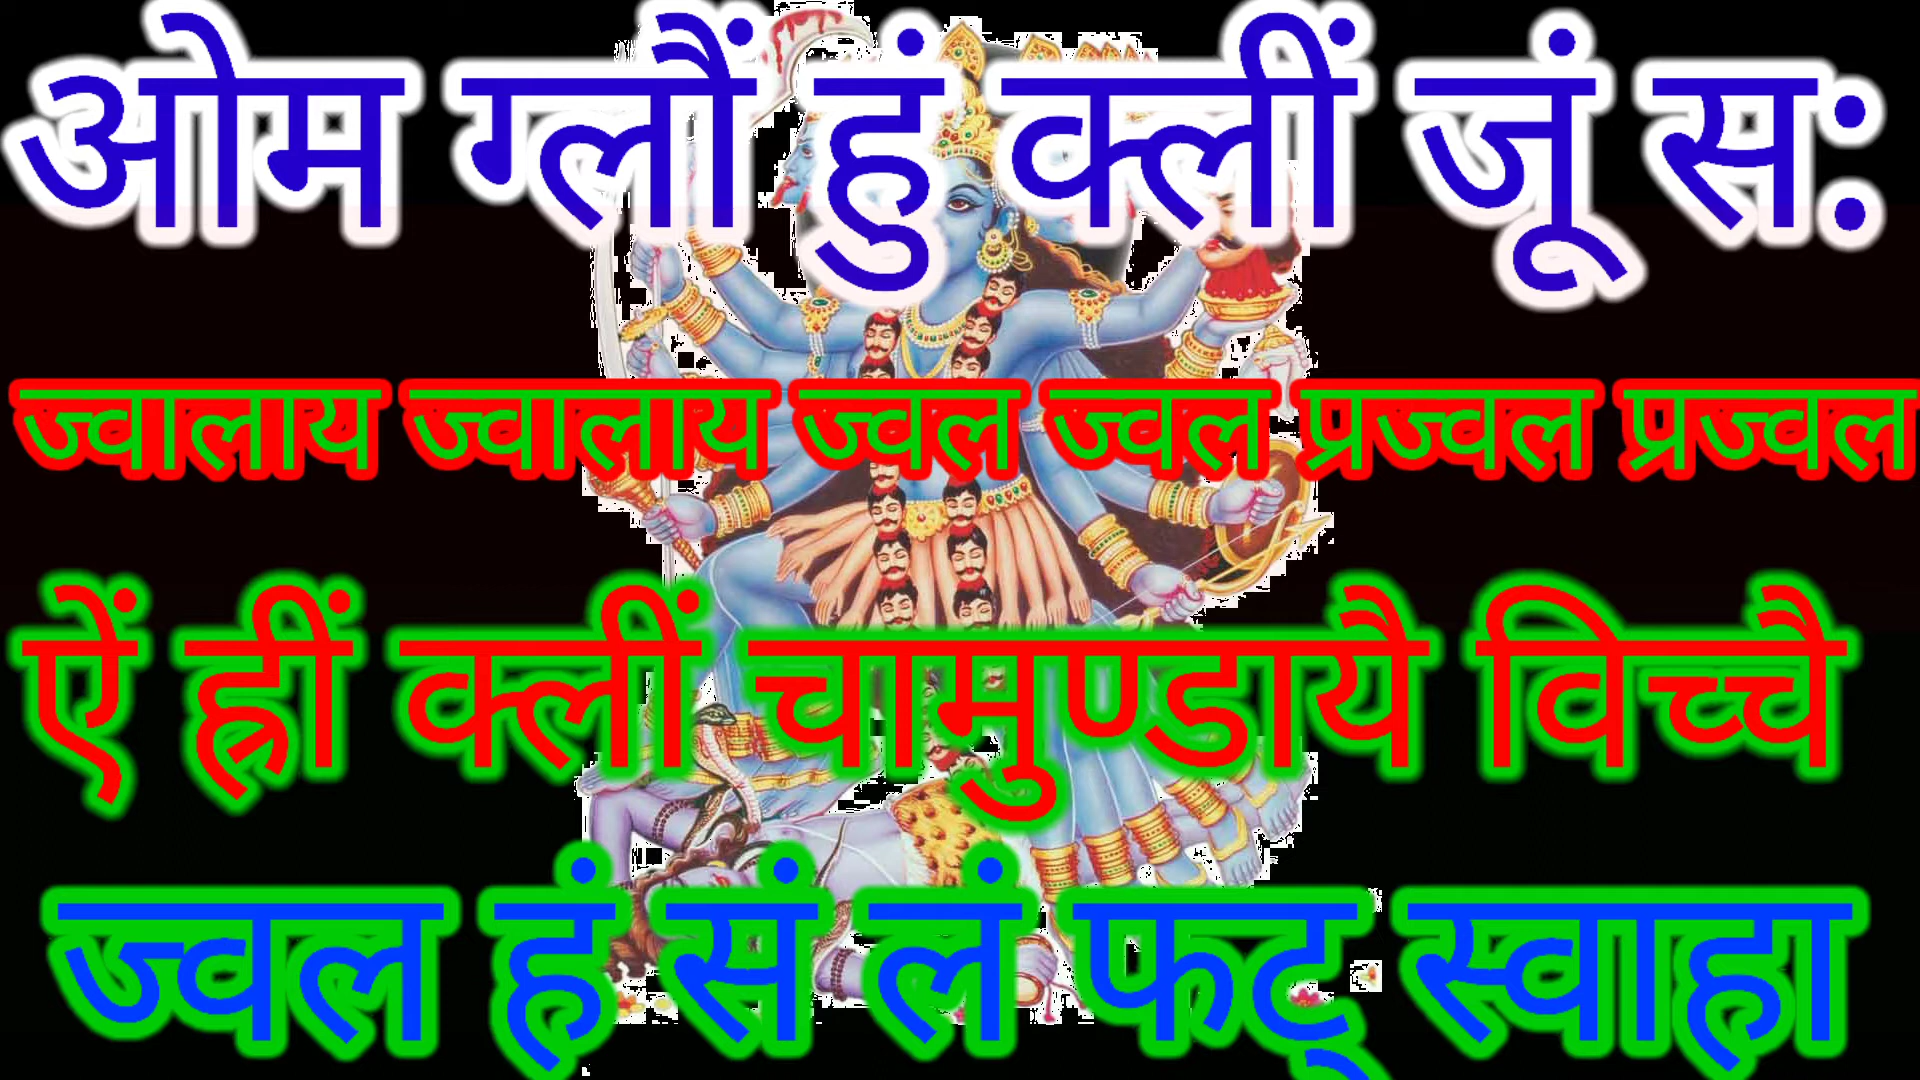 ओम ग्लौं हुं क्लीं जूं स:
ज्वालाय ज्वालाय ज्वल ज्वल प्रज्वल प्रज्वल
ऐं ह्रीं क्लीं चामुण्डायै विच्चै
ज्वल हं सं लं फट् स्वाहा